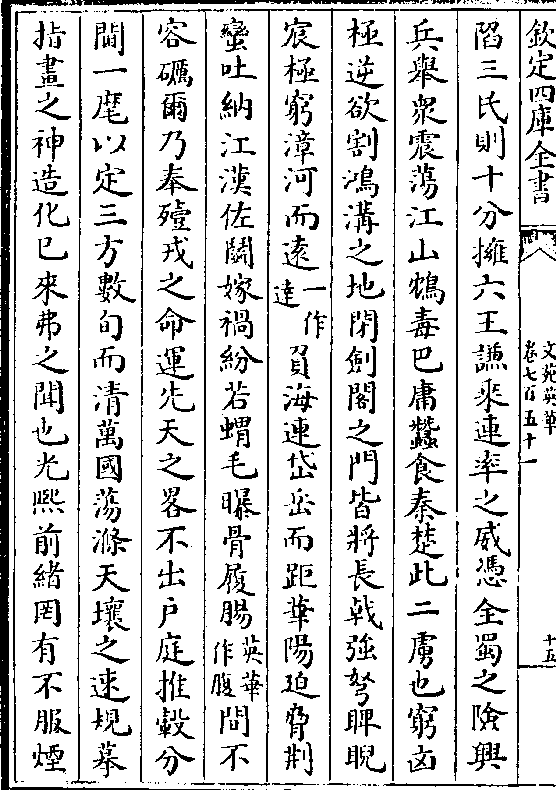 欽定四庫全書
文苑英華
卷七百五十一
十五
陷三氏則十分擁六王謙乘連率之威憑全蜀之險興
兵舉衆震蕩江山鴆毒巴庸蠶食秦楚此二虜也窮凶
極逆欲割鴻溝之地閉劍閣之門皆將長戟強弩睥睨
宸極窮漳河而遠一作達負海連岱岳而距華陽迫脅荆
蠻吐納江漢佐鬭嫁禍紛若蝟毛曝骨履腸英華作腹間不
容礪爾乃奉殪戎之命運先天之畧不出戶庭推轂分
閫一麾以定三方數旬而清萬國蕩滌天壤之速規摹
指畫之神造化已來弗之聞也光熙前緒罔有不服煙